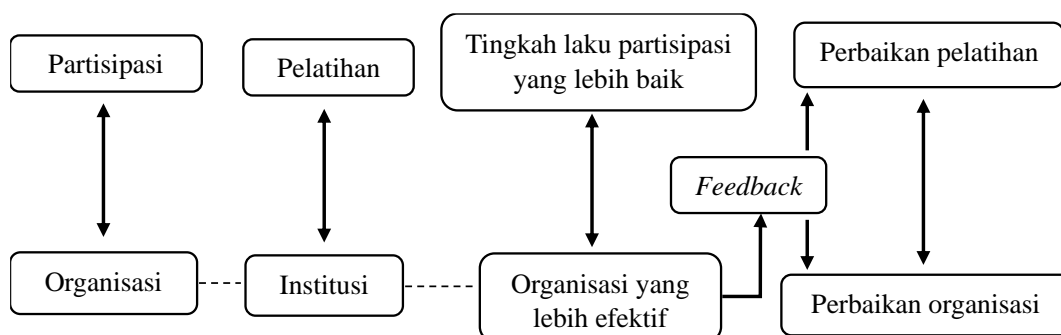 Partisipasi
Pelatihan
Tingkah laku partisipasi
yang lebih baik
Perbaikan pelatihan
Feedback
Organisasi
Institusi
Organisasi yang
lebih efektif
Perbaikan organisasi